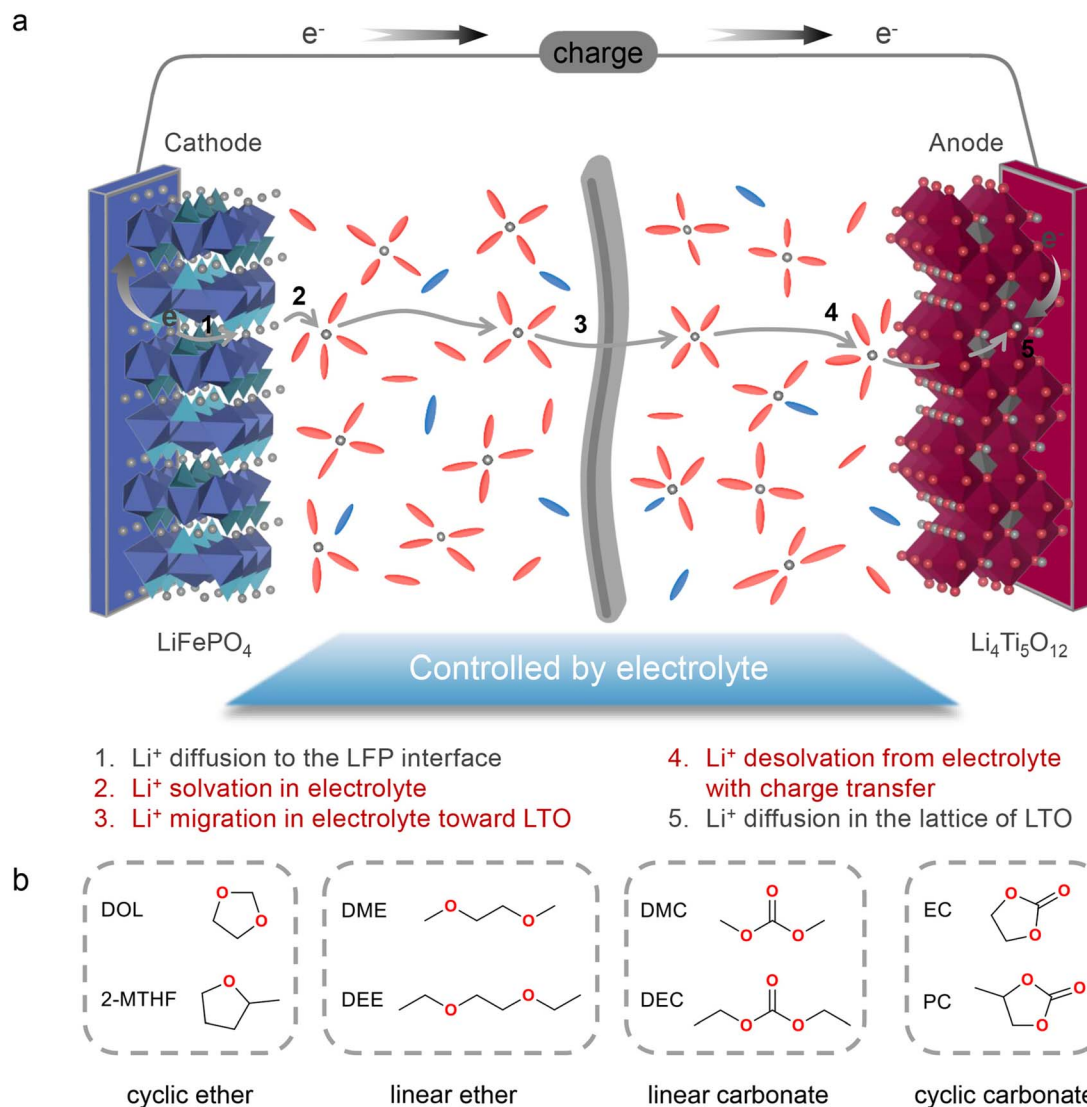 a
e⁻
charge
e⁻
Cathode
Anode
e⁻
e
1
2
3
4
5
LiFePO₄
Li₄Ti₅O₁₂
Controlled by electrolyte
1. Li⁺ diffusion to the LFP interface
2. Li⁺ solvation in electrolyte
3. Li⁺ migration in electrolyte toward LTO
4. Li⁺ desolvation from electrolyte
with charge transfer
5. Li⁺ diffusion in the lattice of LTO
b
DOL
O
O
2-MTHF
O
cyclic ether
DME
O
O
DEE
O
O
linear ether
DMC
O
O
O
DEC
O
O
O
linear carbonate
EC
O
O
O
PC
O
O
O
cyclic carbonat